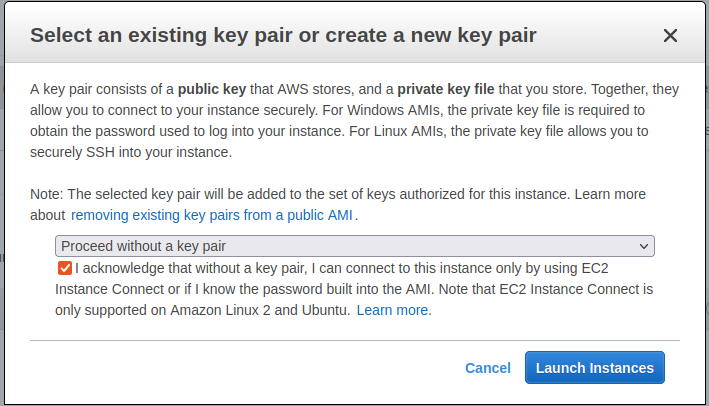 Select an existing key pair or create a new key pair
A key pair consists of a public key that AWS stores, and a private key file that you store. Together, they
allow you to connect to your instance securely. For Windows AMIs, the private key file is required to
obtain the password used to log into your instance. For Linux AMIs, the private key file allows you to
securely SSH into your instance.
Note: The selected key pair will be added to the set of keys authorized for this instance. Learn more
about removing existing key pairs from a public AMI.
Proceed without a key pair
I acknowledge that without a key pair, I can connect to this instance only by using EC2
Instance Connect or if I know the password built into the AMI. Note that EC2 Instance Connect is
only supported on Amazon Linux 2 and Ubuntu. Learn more.
Cancel Launch Instances